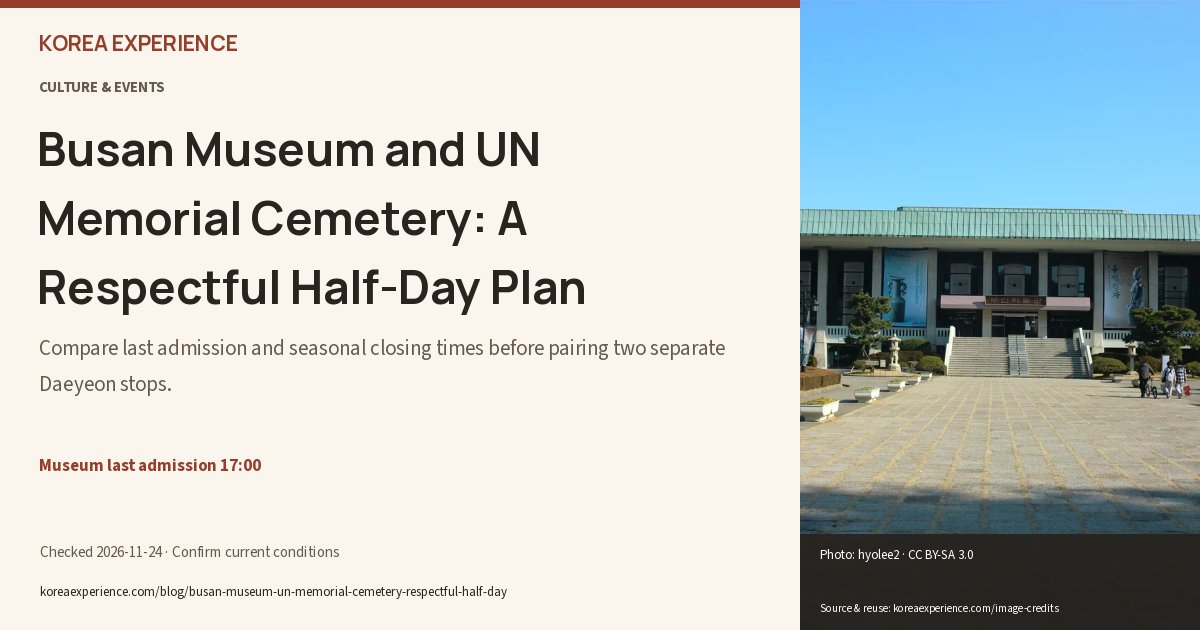 KOREA EXPERIENCE
CULTURE & EVENTS
Busan Museum and UN
Memorial Cemetery: A
Respectful Half-Day Plan
Compare last admission and seasonal closing times before pairing two separate
Daeyeon stops.
Museum last admission 17:00
Checked 2026-11-24 · Confirm current conditions
koreaexperience.com/blog/busan-museum-un-memorial-cemetery-respectful-half-day
Photo: hyolee2 · CC BY-SA 3.0
Source & reuse: koreaexperience.com/image-credits